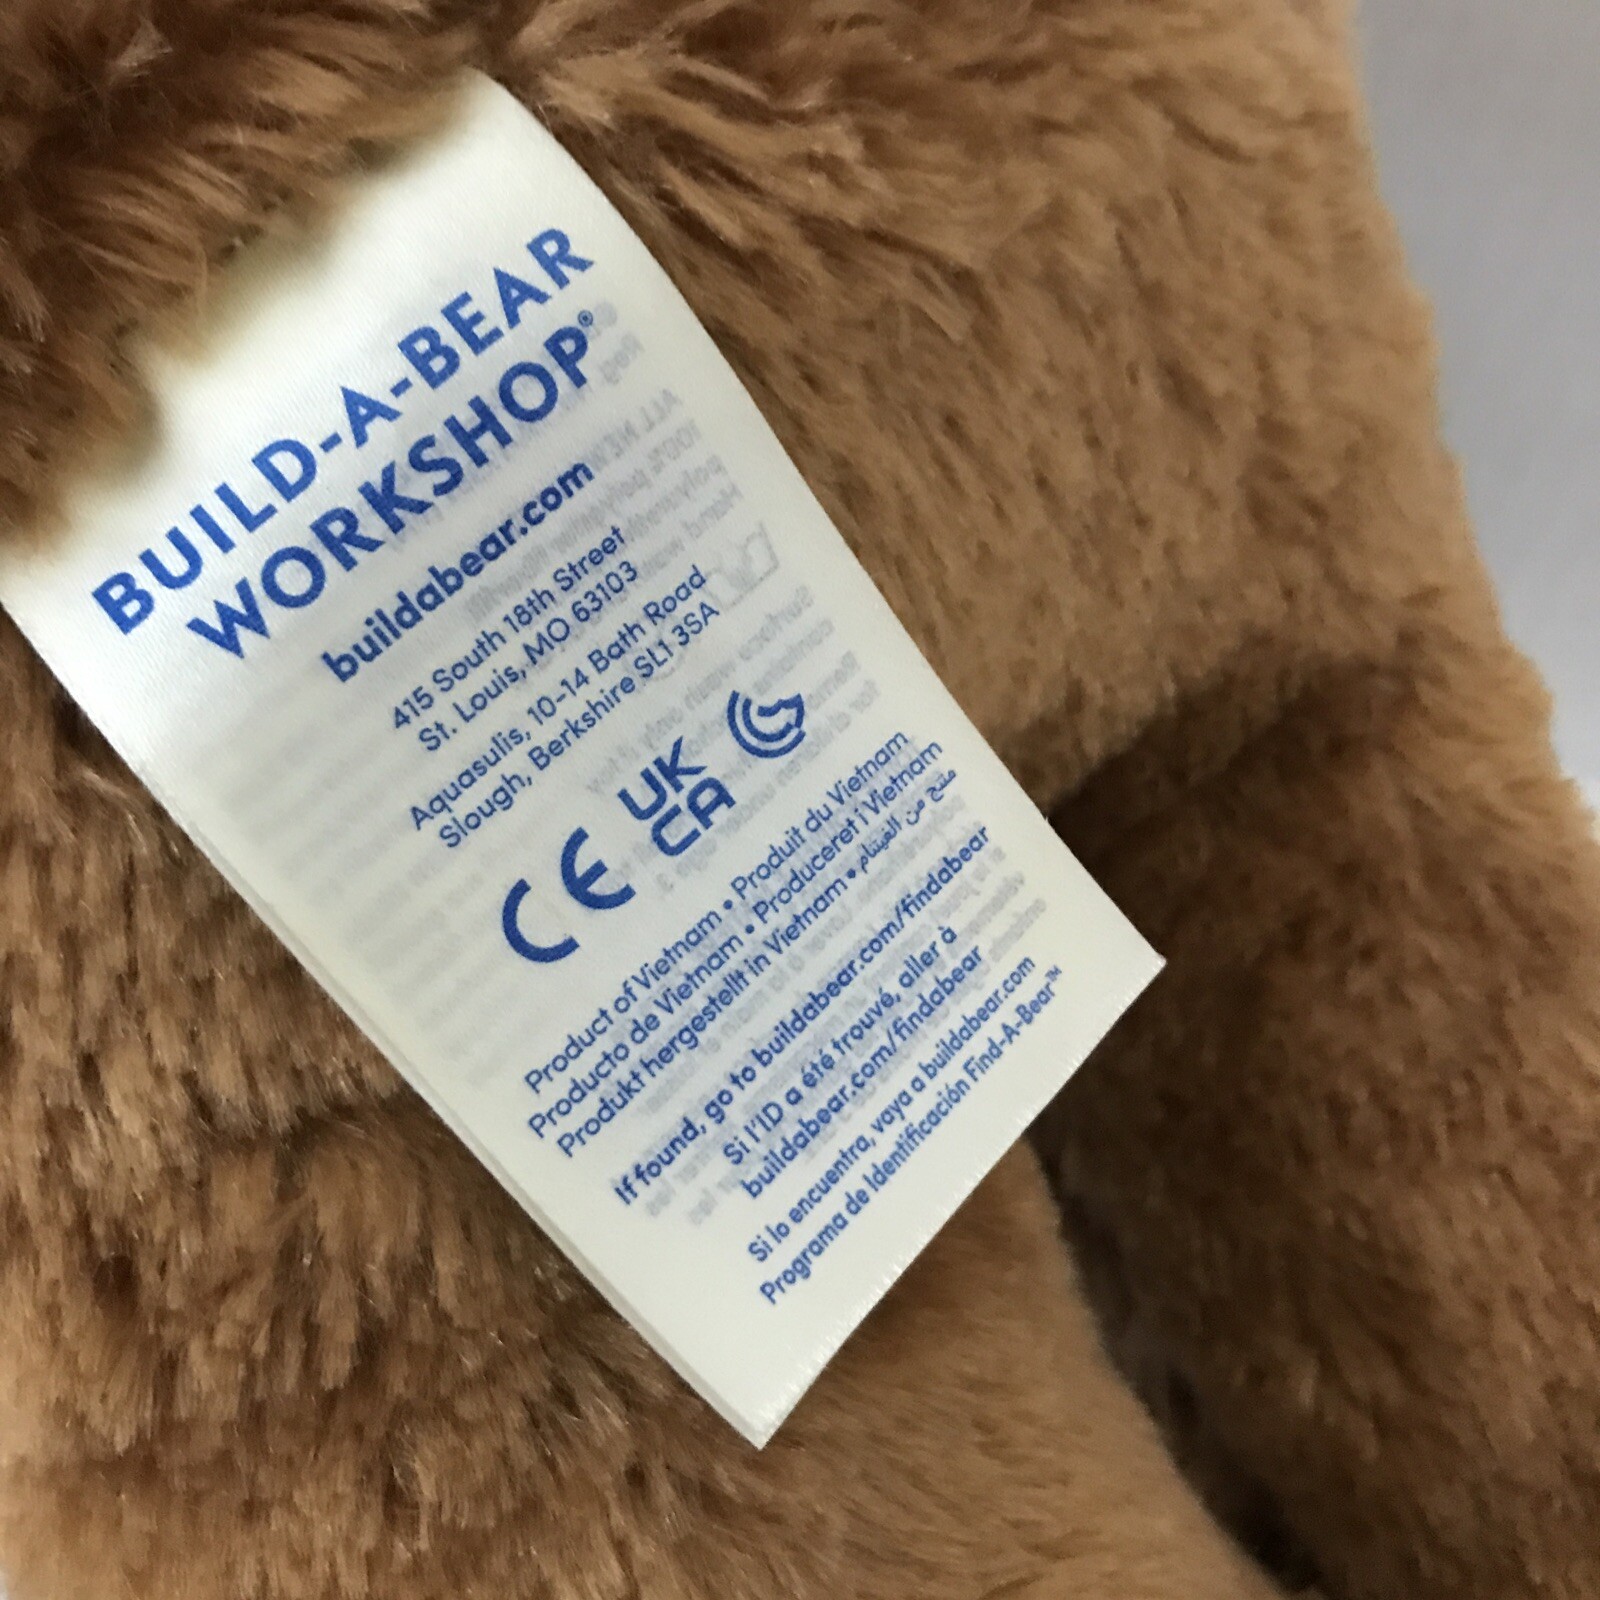 BUILD-A-BEAR
WORKSHOP®
buildabear.com
415 South 18th Street
St. Louis, MO 63103
Aquasulis, 10-14 Bath Road
Slough, Berkshire SL1 3SA
CE UK
CA
Product of Vietnam • Produit du Vietnam
Producto de Vietnam • Produceret i Vietnam
Produkt hergestellt in Vietnam • منتج من الفيتنام
If found, go to buildabear.com/findabear
Si l'ID a été trouvé, aller à
buildabear.com/findabear
Si lo encuentra, vaya a buildabear.com
Programa de Identificación Find-A-Bear™